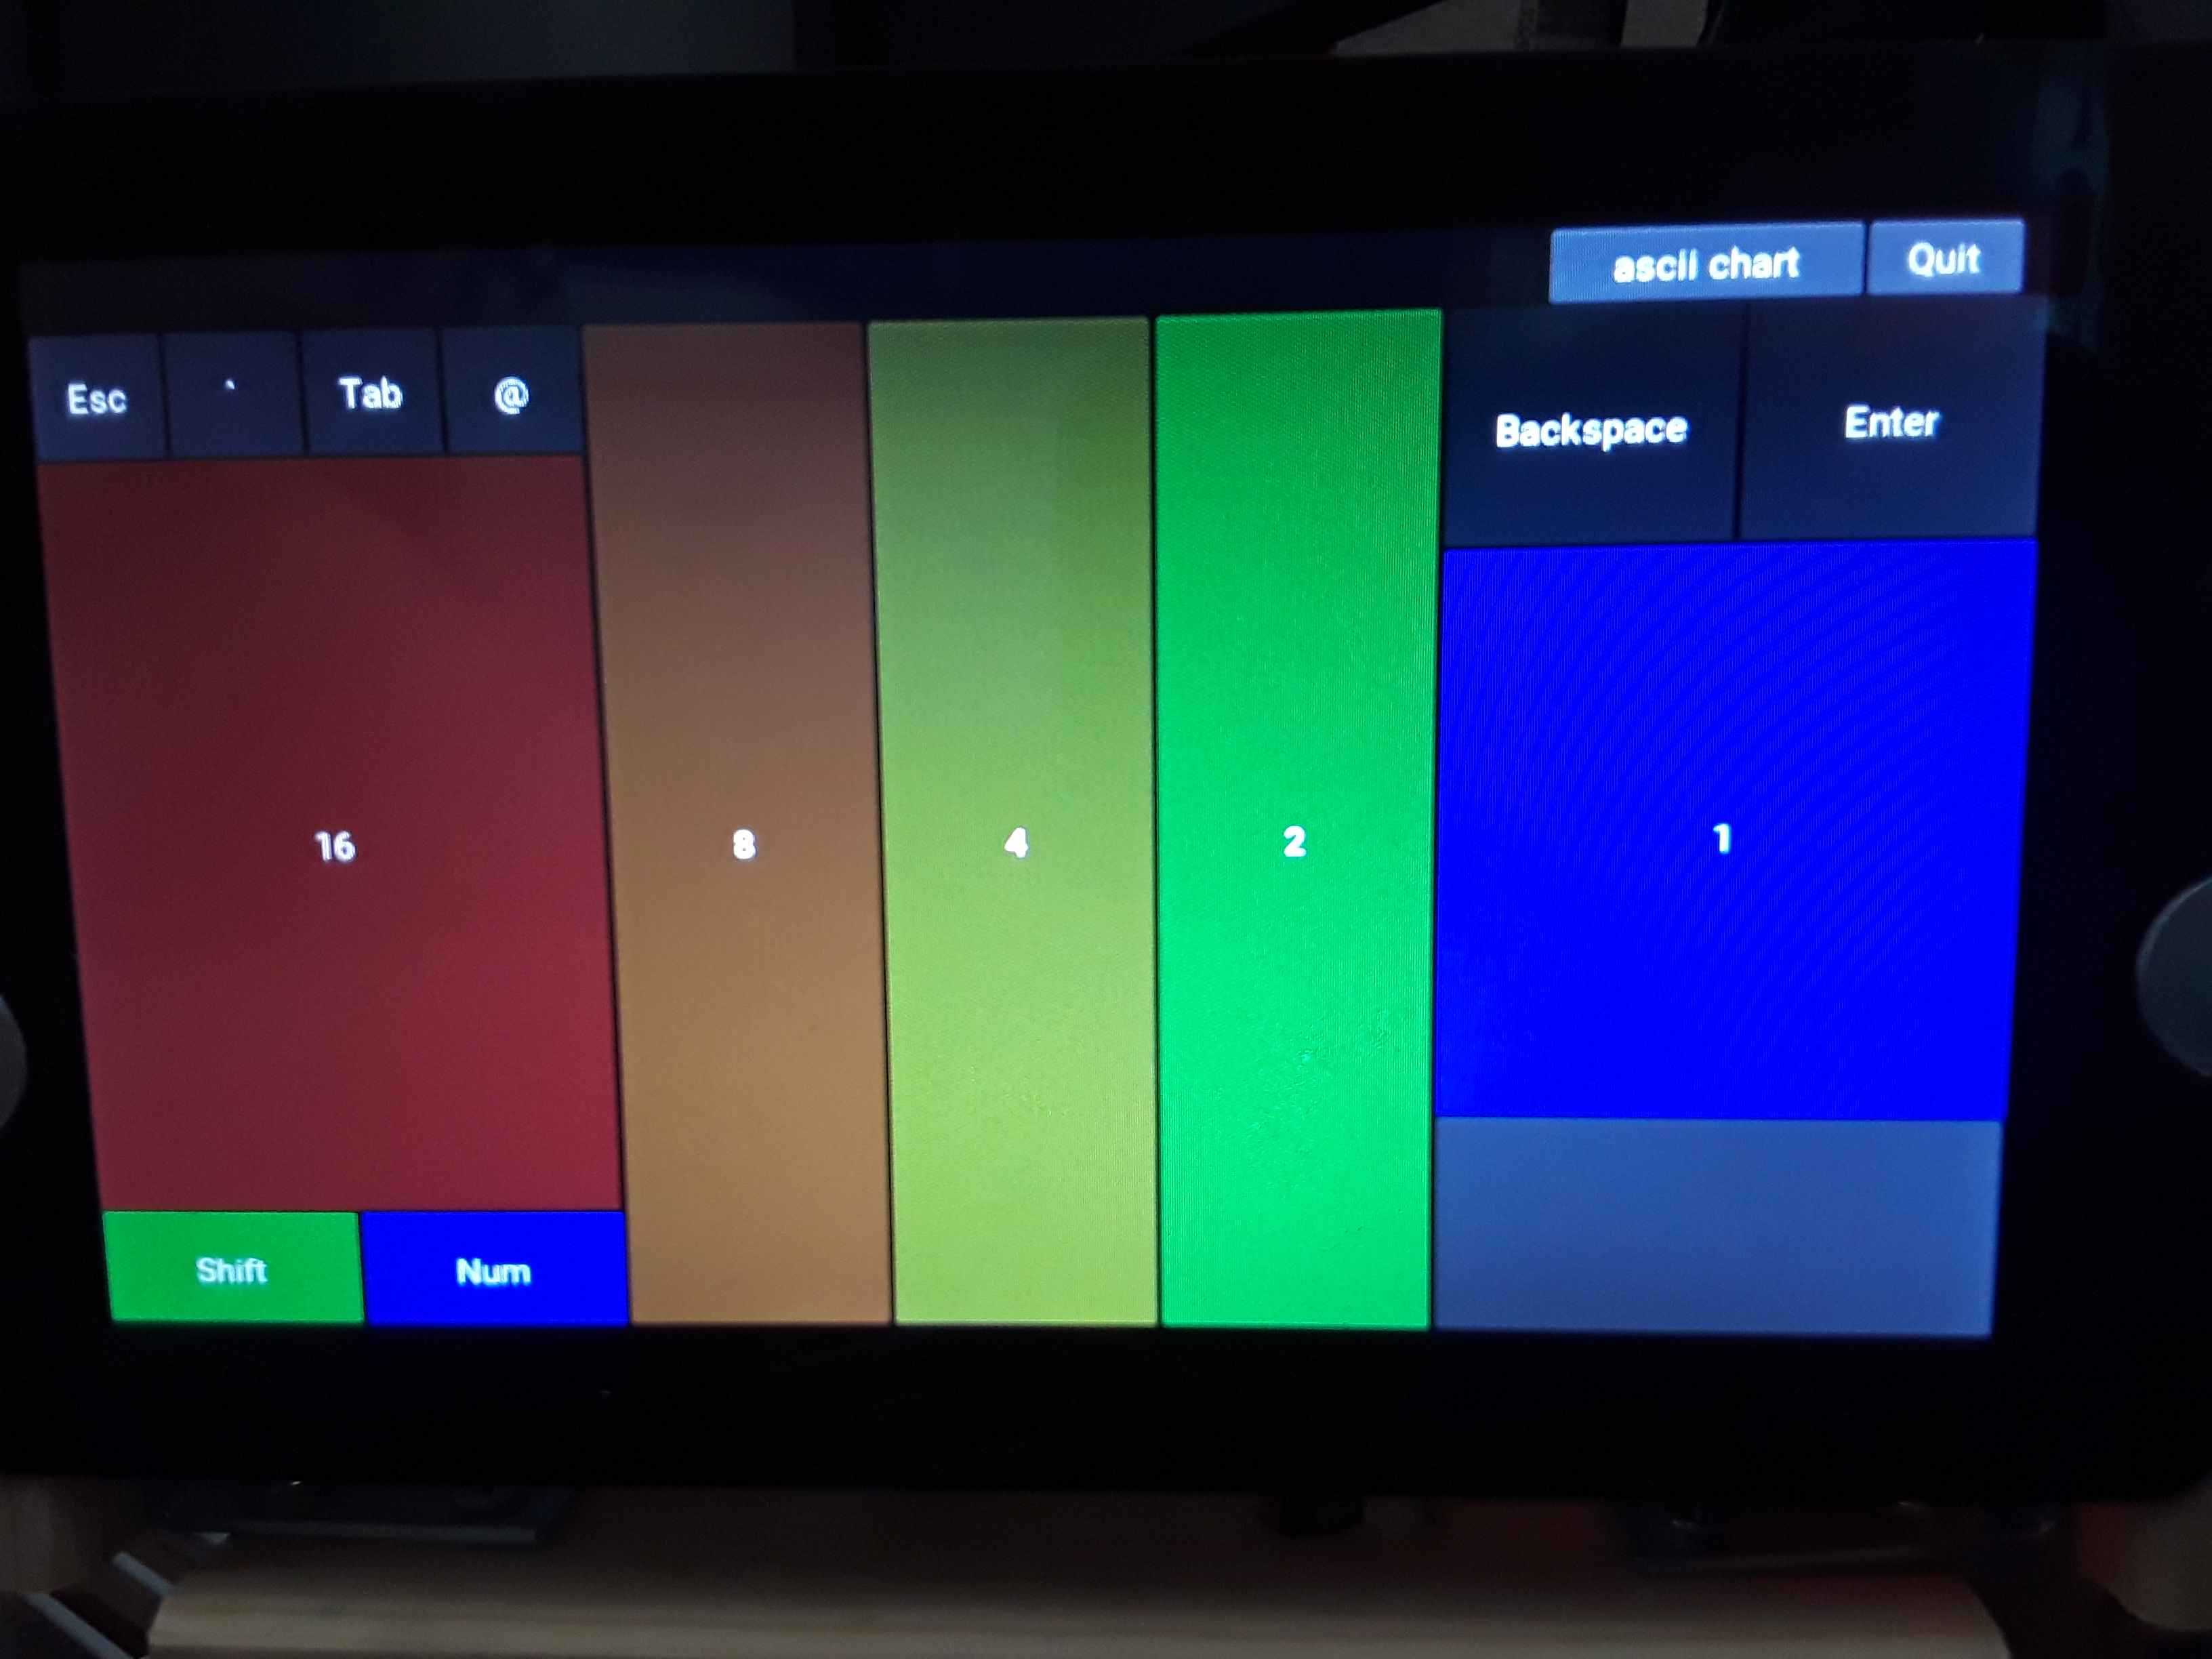 ascii chart Quit
Esc ` Tab @
Backspace Enter
16 8 4 2 1
Shift Num